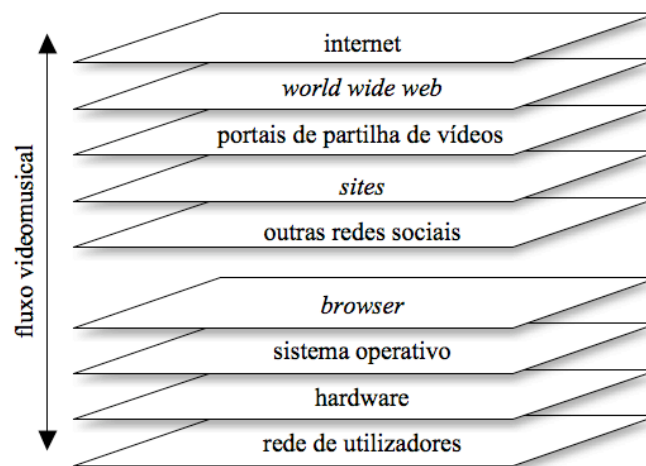 fluxo videomusical
internet
world wide web
portais de partilha de vídeos
sites
outras redes sociais
browser
sistema operativo
hardware
rede de utilizadores